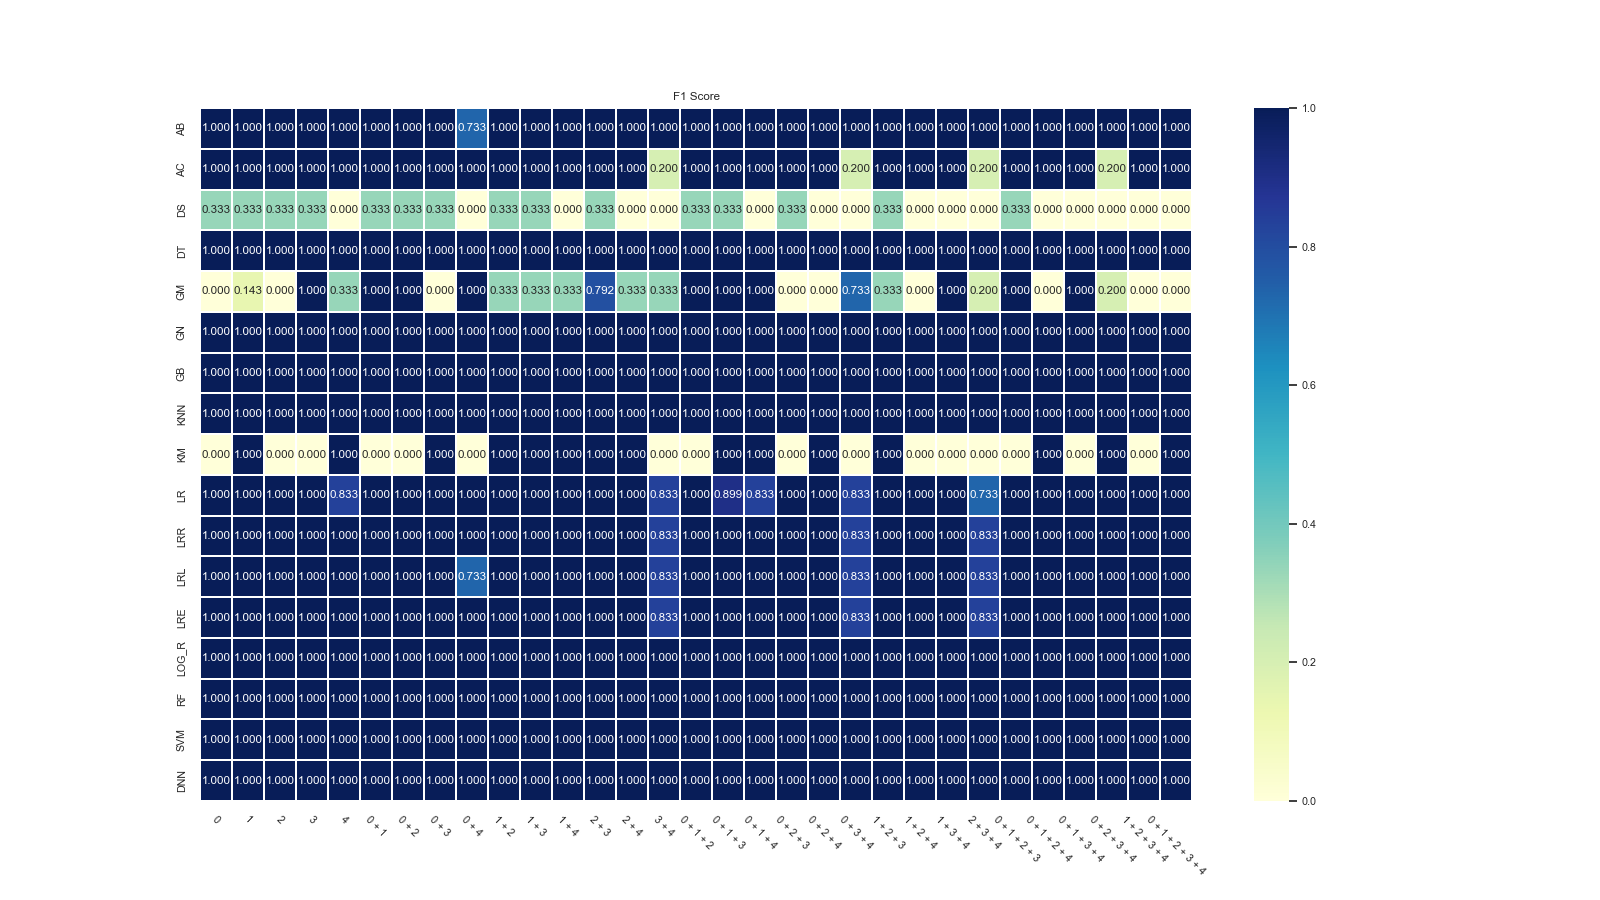 F1 Score
AB 1.000 1.000 1.000 1.000 1.000 1.000 1.000 1.000 0.733 1.000 1.000 1.000 1.000 1.000 1.000 1.000 1.000 1.000 1.000 1.000 1.000 1.000 1.000 1.000 1.000 1.000 1.000 1.000 1.000 1.000 1.000
AC 1.000 1.000 1.000 1.000 1.000 1.000 1.000 1.000 1.000 1.000 1.000 1.000 1.000 1.000 0.200 1.000 1.000 1.000 1.000 1.000 0.200 1.000 1.000 1.000 0.200 1.000 1.000 1.000 0.200 1.000 1.000
DS 0.333 0.333 0.333 0.333 0.000 0.333 0.333 0.333 0.000 0.333 0.333 0.000 0.333 0.000 0.000 0.333 0.333 0.000 0.333 0.000 0.000 0.333 0.000 0.000 0.000 0.333 0.000 0.000 0.000 0.000 0.000
DT 1.000 1.000 1.000 1.000 1.000 1.000 1.000 1.000 1.000 1.000 1.000 1.000 1.000 1.000 1.000 1.000 1.000 1.000 1.000 1.000 1.000 1.000 1.000 1.000 1.000 1.000 1.000 1.000 1.000 1.000 1.000
GM 0.000 0.143 0.000 1.000 0.333 1.000 1.000 0.000 1.000 0.333 0.333 0.333 0.792 0.333 0.333 1.000 1.000 1.000 0.000 0.000 0.733 0.333 0.000 1.000 0.200 1.000 0.000 1.000 0.200 0.000 0.000
GN 1.000 1.000 1.000 1.000 1.000 1.000 1.000 1.000 1.000 1.000 1.000 1.000 1.000 1.000 1.000 1.000 1.000 1.000 1.000 1.000 1.000 1.000 1.000 1.000 1.000 1.000 1.000 1.000 1.000 1.000 1.000
GB 1.000 1.000 1.000 1.000 1.000 1.000 1.000 1.000 1.000 1.000 1.000 1.000 1.000 1.000 1.000 1.000 1.000 1.000 1.000 1.000 1.000 1.000 1.000 1.000 1.000 1.000 1.000 1.000 1.000 1.000 1.000
KNN 1.000 1.000 1.000 1.000 1.000 1.000 1.000 1.000 1.000 1.000 1.000 1.000 1.000 1.000 1.000 1.000 1.000 1.000 1.000 1.000 1.000 1.000 1.000 1.000 1.000 1.000 1.000 1.000 1.000 1.000 1.000
KM 0.000 1.000 0.000 0.000 1.000 0.000 0.000 1.000 0.000 1.000 1.000 1.000 1.000 1.000 0.000 0.000 1.000 1.000 0.000 1.000 0.000 1.000 0.000 0.000 0.000 0.000 1.000 0.000 1.000 0.000 1.000
LR 1.000 1.000 1.000 1.000 0.833 1.000 1.000 1.000 1.000 1.000 1.000 1.000 1.000 1.000 0.833 1.000 0.899 0.833 1.000 1.000 0.833 1.000 1.000 1.000 0.733 1.000 1.000 1.000 1.000 1.000 1.000
LRR 1.000 1.000 1.000 1.000 1.000 1.000 1.000 1.000 1.000 1.000 1.000 1.000 1.000 1.000 0.833 1.000 1.000 1.000 1.000 1.000 0.833 1.000 1.000 1.000 0.833 1.000 1.000 1.000 1.000 1.000 1.000
LRL 1.000 1.000 1.000 1.000 1.000 1.000 1.000 1.000 0.733 1.000 1.000 1.000 1.000 1.000 0.833 1.000 1.000 1.000 1.000 1.000 0.833 1.000 1.000 1.000 0.833 1.000 1.000 1.000 1.000 1.000 1.000
LRE 1.000 1.000 1.000 1.000 1.000 1.000 1.000 1.000 1.000 1.000 1.000 1.000 1.000 1.000 0.833 1.000 1.000 1.000 1.000 1.000 0.833 1.000 1.000 1.000 0.833 1.000 1.000 1.000 1.000 1.000 1.000
LOG_R 1.000 1.000 1.000 1.000 1.000 1.000 1.000 1.000 1.000 1.000 1.000 1.000 1.000 1.000 1.000 1.000 1.000 1.000 1.000 1.000 1.000 1.000 1.000 1.000 1.000 1.000 1.000 1.000 1.000 1.000 1.000
RF 1.000 1.000 1.000 1.000 1.000 1.000 1.000 1.000 1.000 1.000 1.000 1.000 1.000 1.000 1.000 1.000 1.000 1.000 1.000 1.000 1.000 1.000 1.000 1.000 1.000 1.000 1.000 1.000 1.000 1.000 1.000
SVM 1.000 1.000 1.000 1.000 1.000 1.000 1.000 1.000 1.000 1.000 1.000 1.000 1.000 1.000 1.000 1.000 1.000 1.000 1.000 1.000 1.000 1.000 1.000 1.000 1.000 1.000 1.000 1.000 1.000 1.000 1.000
DNN 1.000 1.000 1.000 1.000 1.000 1.000 1.000 1.000 1.000 1.000 1.000 1.000 1.000 1.000 1.000 1.000 1.000 1.000 1.000 1.000 1.000 1.000 1.000 1.000 1.000 1.000 1.000 1.000 1.000 1.000 1.000
0
1
2
3
4
0 + 1
0 + 2
0 + 3
0 + 4
1 + 2
1 + 3
1 + 4
2 + 3
2 + 4
3 + 4
0 + 1 + 2
0 + 1 + 3
0 + 1 + 4
0 + 2 + 3
0 + 2 + 4
0 + 3 + 4
1 + 2 + 3
1 + 2 + 4
1 + 3 + 4
2 + 3 + 4
0 + 1 + 2 + 3
0 + 1 + 2 + 4
0 + 1 + 3 + 4
0 + 2 + 3 + 4
1 + 2 + 3 + 4
0 + 1 + 2 + 3 + 4
1.0
0.8
0.6
0.4
0.2
0.0